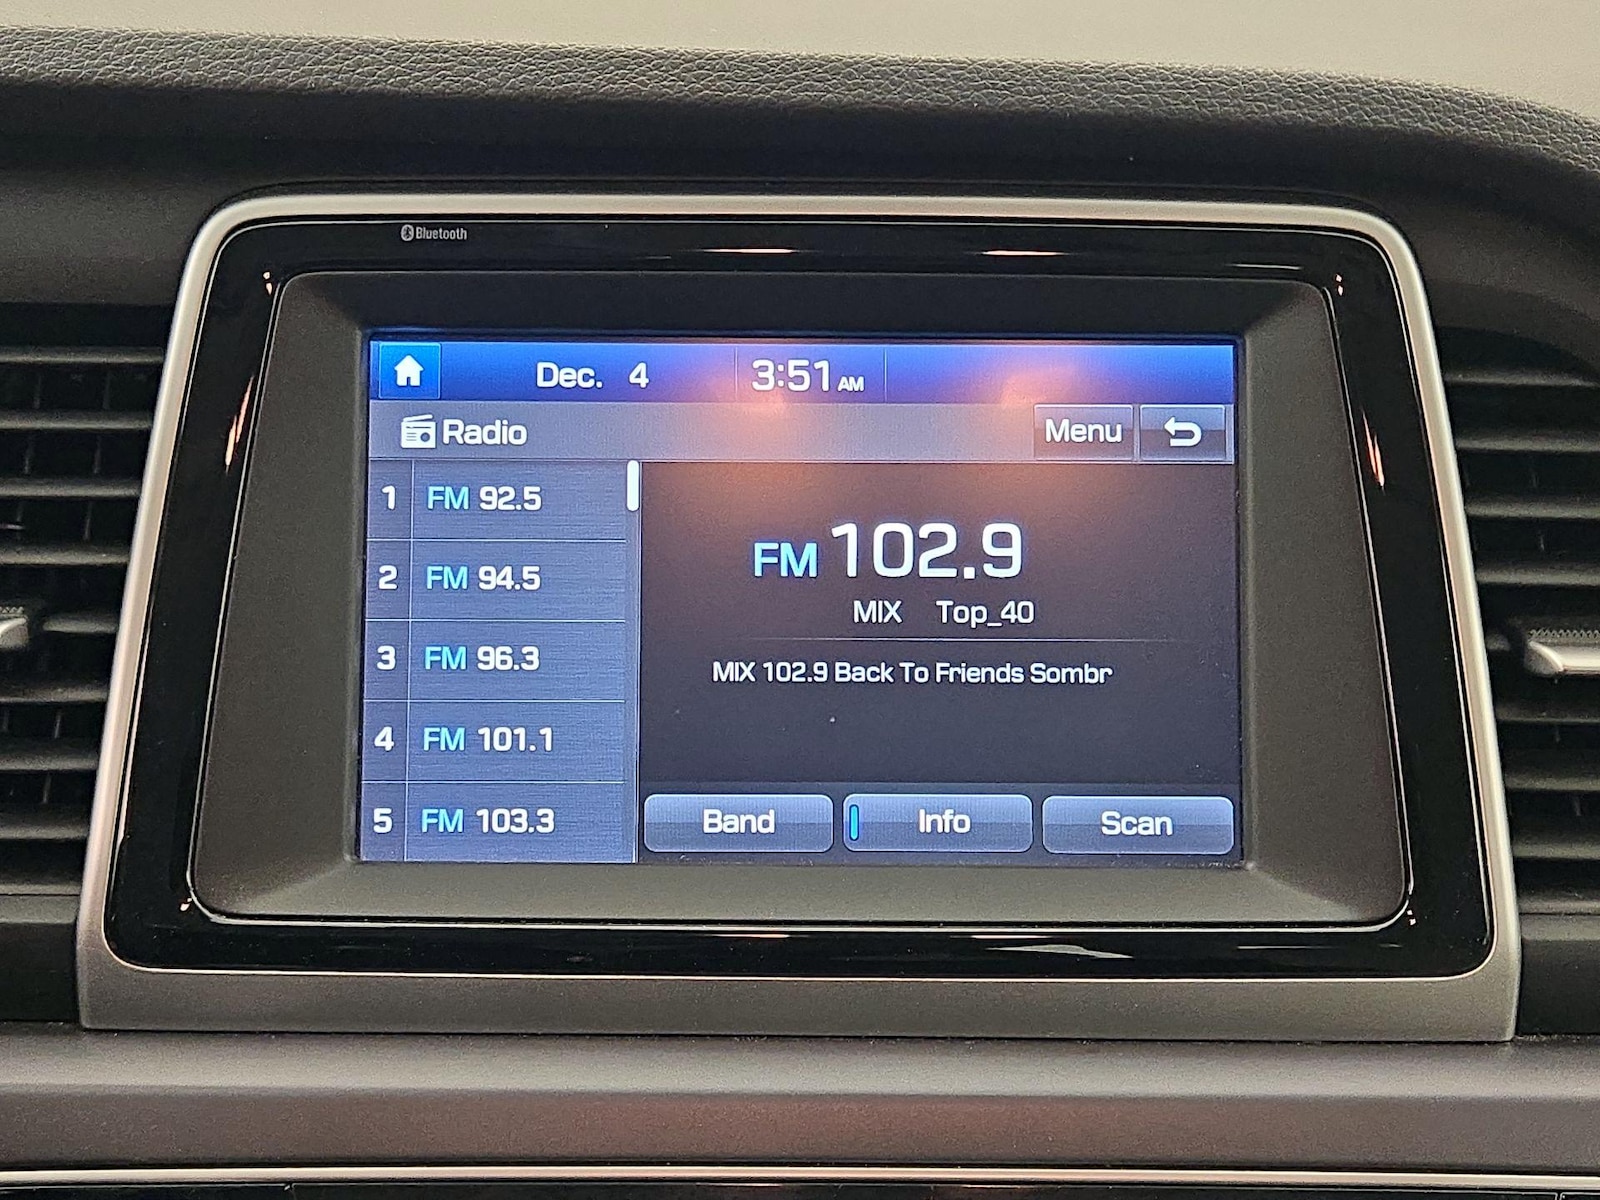 Bluetooth
Dec. 4 3:51 AM
Radio Menu
1 FM 92.5
2 FM 94.5
3 FM 96.3
4 FM 101.1
5 FM 103.3
FM 102.9
MIX Top_40
MIX 102.9 Back To Friends Sombr
Band Info Scan